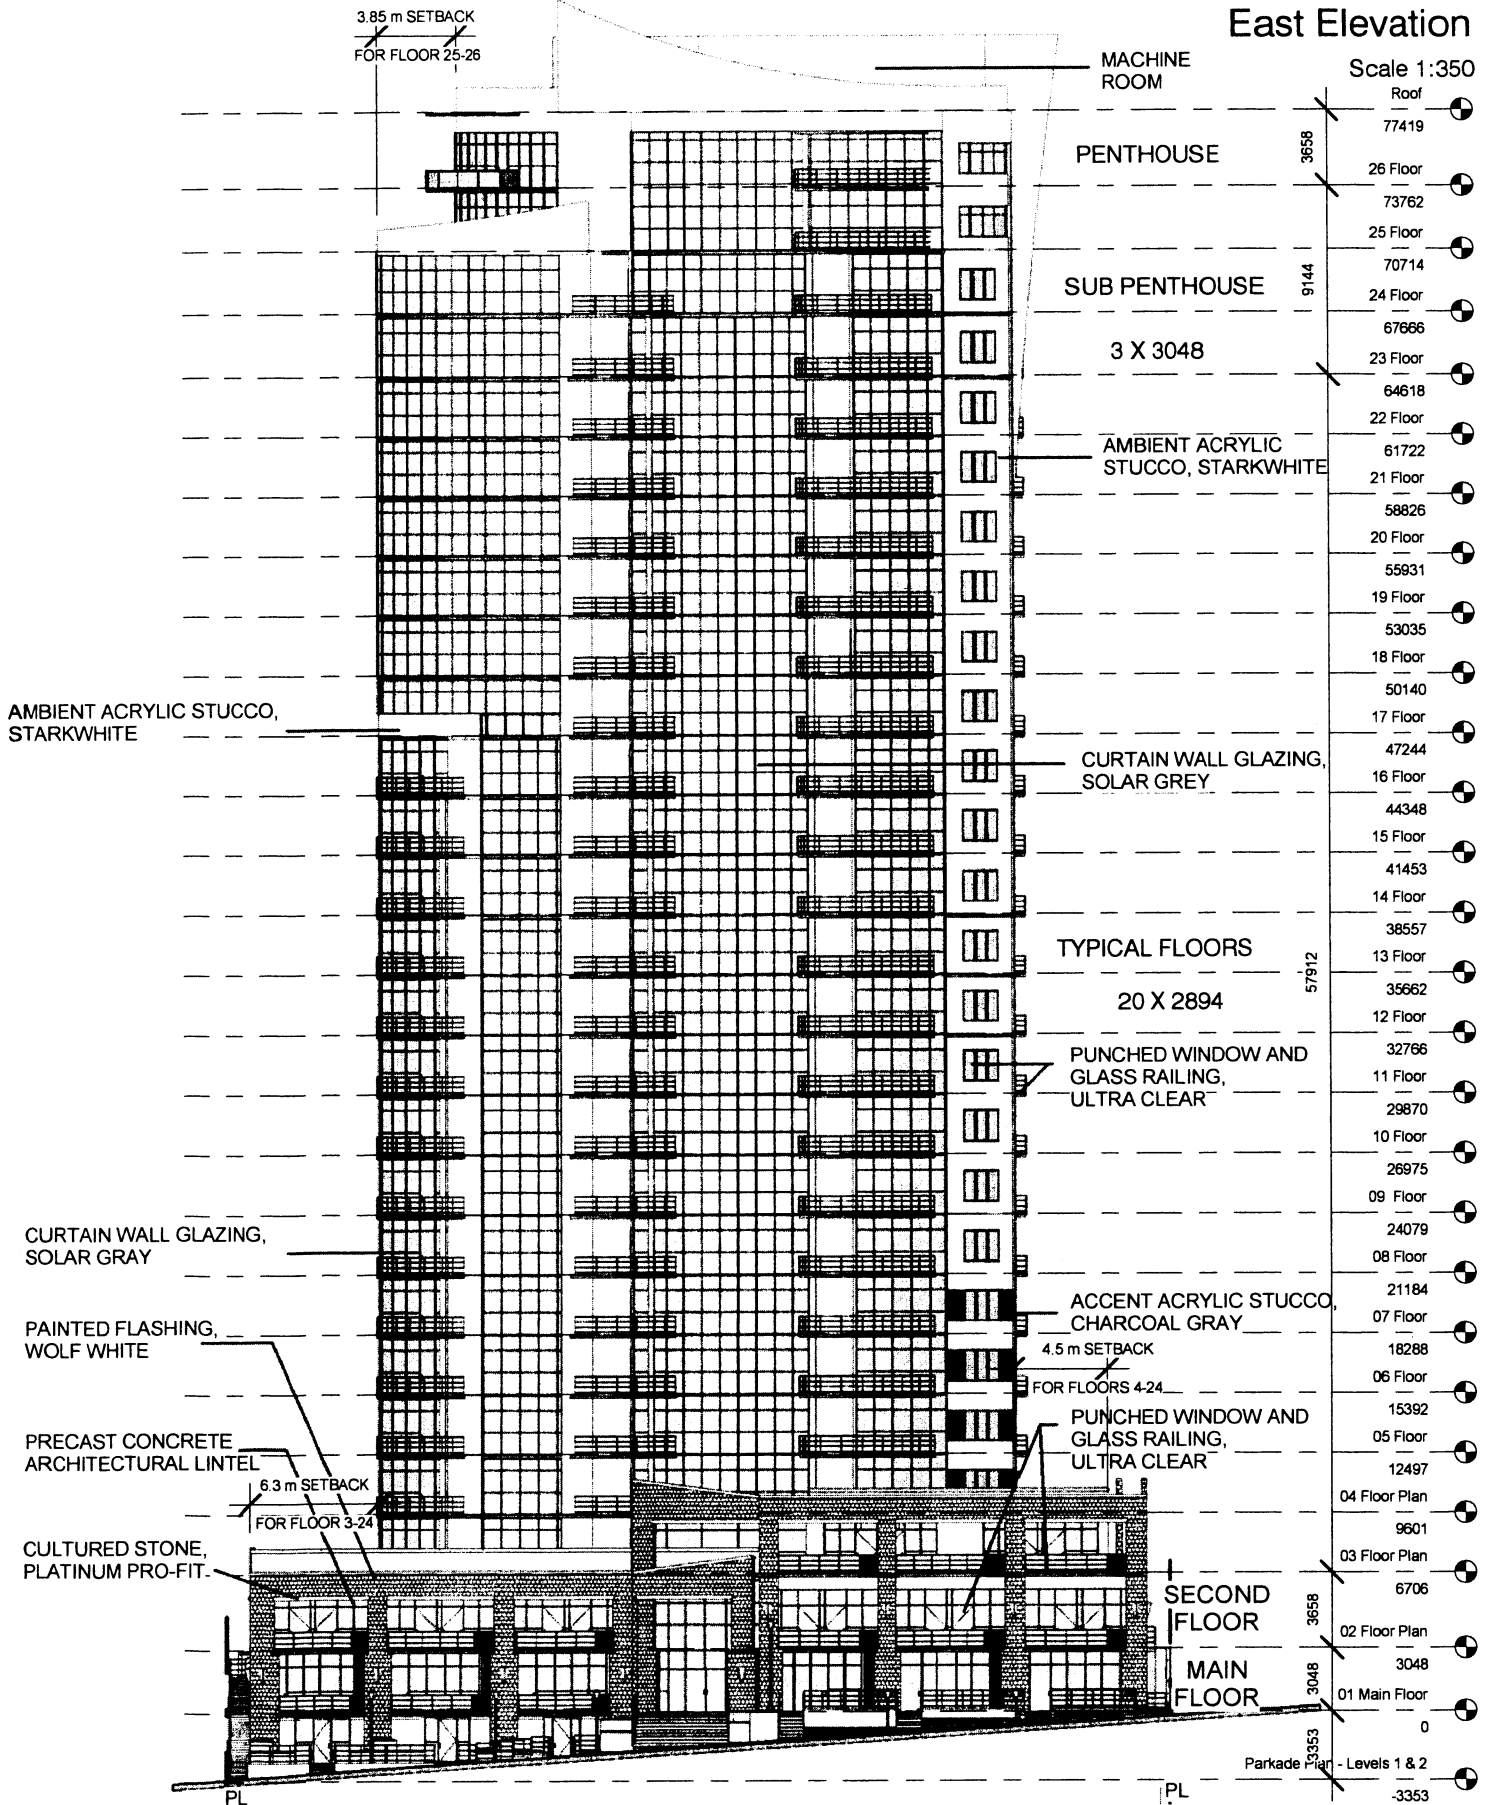 East Elevation
Scale 1:350
3.85 m SETBACK
FOR FLOOR 25-26
MACHINE
ROOM
Roof
77419
3658
PENTHOUSE
26 Floor
73762
25 Floor
70714
9144
SUB PENTHOUSE
24 Floor
67666
3 X 3048
23 Floor
64618
22 Floor
61722
AMBIENT ACRYLIC
STUCCO, STARKWHITE
21 Floor
58826
20 Floor
55931
19 Floor
53035
18 Floor
50140
AMBIENT ACRYLIC STUCCO,
STARKWHITE
17 Floor
47244
CURTAIN WALL GLAZING,
SOLAR GREY
16 Floor
44348
15 Floor
41453
14 Floor
38557
TYPICAL FLOORS
13 Floor
57912
35662
20 X 2894
12 Floor
32766
PUNCHED WINDOW AND
GLASS RAILING,
ULTRA CLEAR
11 Floor
29870
10 Floor
26975
09 Floor
24079
CURTAIN WALL GLAZING,
SOLAR GRAY
08 Floor
21184
ACCENT ACRYLIC STUCCO,
CHARCOAL GRAY
07 Floor
18288
PAINTED FLASHING,
WOLF WHITE
4.5 m SETBACK
FOR FLOORS 4-24
06 Floor
15392
PUNCHED WINDOW AND
GLASS RAILING,
ULTRA CLEAR
05 Floor
12497
PRECAST CONCRETE
ARCHITECTURAL LINTEL
6.3 m SETBACK
FOR FLOOR 3-24
04 Floor Plan
9601
CULTURED STONE,
PLATINUM PRO-FIT
03 Floor Plan
6706
SECOND
FLOOR
3658
02 Floor Plan
3048
MAIN
FLOOR
3048
01 Main Floor
0
3353
Parkade Plan - Levels 1 & 2
-3353
PL
PL